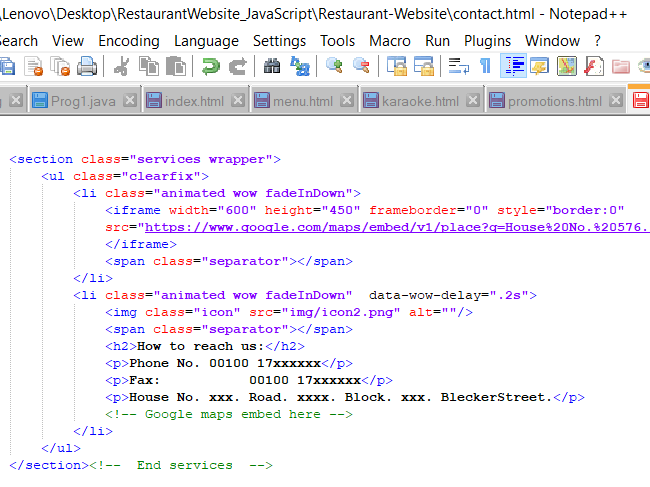 \Lenovo\Desktop\RestaurantWebsite_JavaScript\Restaurant-Website\contact.html - Notepad++
Search View Encoding Language Settings Tools Macro Run Plugins Window ?
Prog1.java index.html menu.html karaoke.html promotions.html
<section class="services wrapper">
<ul class="clearfix">
<li class="animated wow fadeInDown">
<iframe width="600" height="450" frameborder="0" style="border:0"
src="https://www.google.com/maps/embed/v1/place?q=House%20No.%20576.
</iframe>
<span class="separator"></span>
</li>
<li class="animated wow fadeInDown"  data-wow-delay=".2s">
<img class="icon" src="img/icon2.png" alt=""/>
<span class="separator"></span>
<h2>How to reach us:</h2>
<p>Phone No. 00100 17xxxxxx</p>
<p>Fax:           00100 17xxxxxx</p>
<p>House No. xxx. Road. xxxx. Block. xxx. BleckerStreet.</p>
<!-- Google maps embed here -->
</li>
</ul>
</section><!--  End services  -->